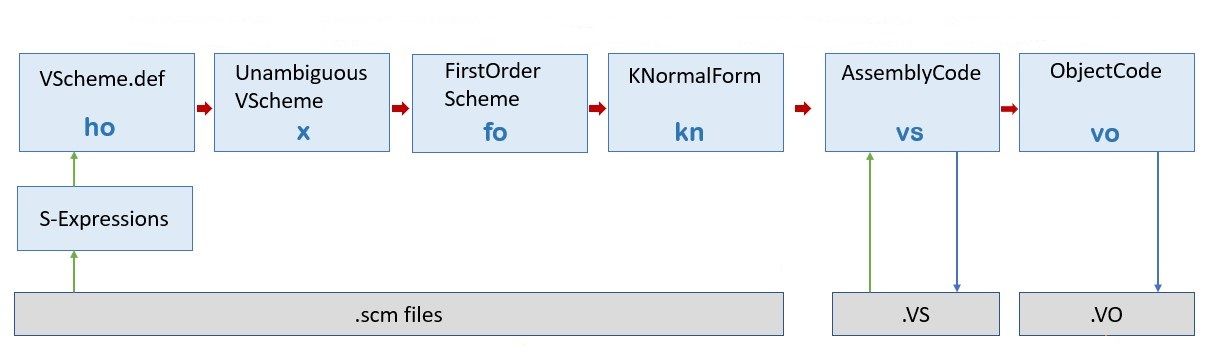 VScheme.def
ho
Unambiguous
VScheme
x
FirstOrder
Scheme
fo
KNormalForm
kn
AssemblyCode
vs
ObjectCode
vo
S-Expressions
.scm files
.VS
.VO